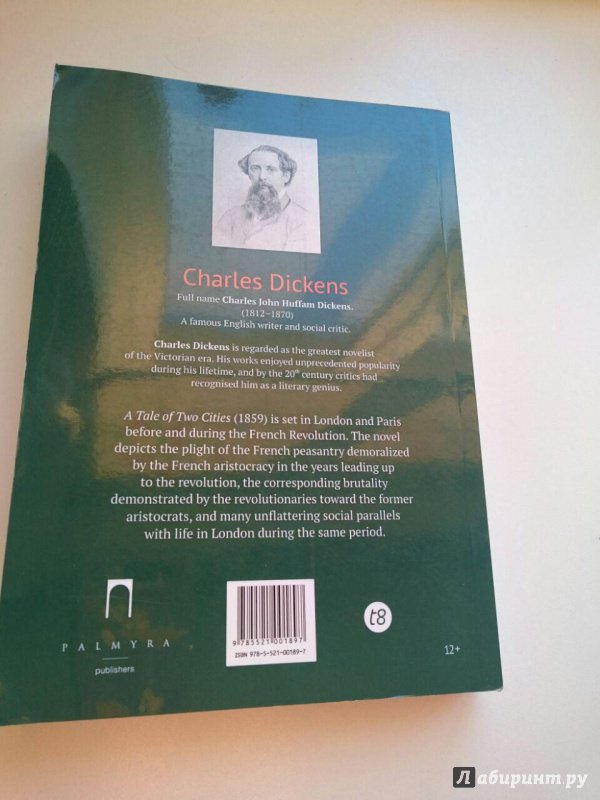 Charles Dickens
Full name Charles John Huffam Dickens.
(1812–1870)
A famous English writer and social critic.
Charles Dickens is regarded as the greatest novelist
of the Victorian era. His works enjoyed unprecedented popularity
during his lifetime, and by the 20th century critics had
recognised him as a literary genius.
A Tale of Two Cities (1859) is set in London and Paris
before and during the French Revolution. The novel
depicts the plight of the French peasantry demoralized
by the French aristocracy in the years leading up
to the revolution, the corresponding brutality
demonstrated by the revolutionaries toward the former
aristocrats, and many unflattering social parallels
with life in London during the same period.
PALMYRA
publishers
9 785521 001897
ISBN 978-5-521-00189-7
t8
12+
Лабиринт.ру